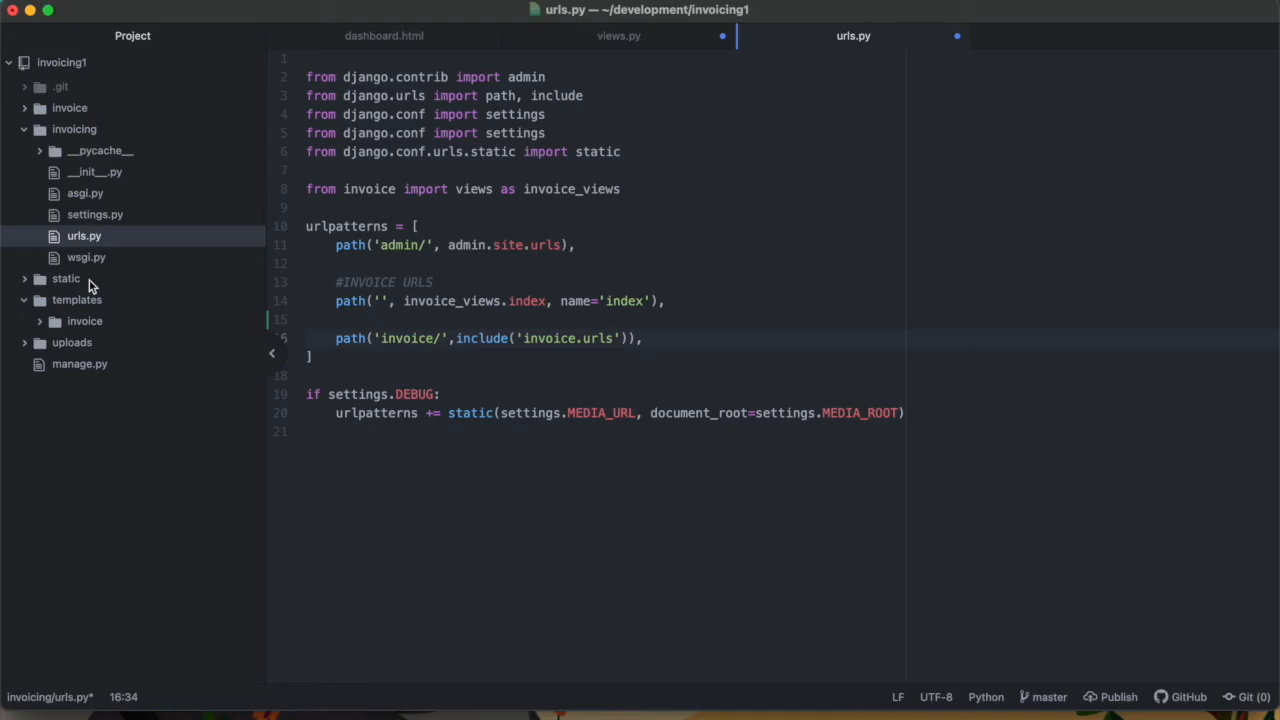 urls.py — ~/development/invoicing1
Project
dashboard.html
views.py
urls.py
invoicing1
.git
invoice
invoicing
__pycache__
__init__.py
asgi.py
settings.py
urls.py
wsgi.py
static
templates
invoice
uploads
manage.py
1
2 from django.contrib import admin
3 from django.urls import path, include
4 from django.conf import settings
5 from django.conf import settings
6 from django.conf.urls.static import static
7
8 from invoice import views as invoice_views
9
10 urlpatterns = [
11 path('admin/', admin.site.urls),
12
13 #INVOICE URLS
14 path('', invoice_views.index, name='index'),
15
6 path('invoice/',include('invoice.urls')),
]
18
19 if settings.DEBUG:
20 urlpatterns += static(settings.MEDIA_URL, document_root=settings.MEDIA_ROOT)
21
invoicing/urls.py* 16:34 LF UTF-8 Python master Publish GitHub Git (0)